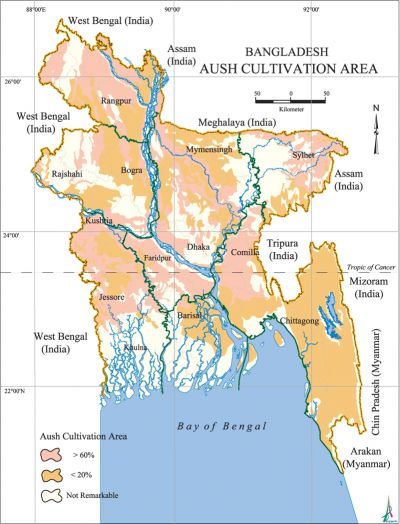 88°00'E
90°00'
92°00'
West Bengal (India)
Assam
(India)
BANGLADESH
AUSH CULTIVATION AREA
26°00'
50 0 50
Kilometer
N
Rangpur
West Bengal
(India)
Meghalaya (India)
Mymensingh
Sylhet
Rajshahi
Bogra
Assam
(India)
Kushtia
24°00'
Dhaka
Faridpur
Comilla
Tripura
(India)
Tropic of Cancer
Mizoram
(India)
Jessore
Barisal
Chittagong
West Bengal
(India)
Khulna
Chin Pradesh (Myanmar)
22°00'N
Bay of Bengal
Aush Cultivation Area
> 60%
< 20%
Not Remarkable
Arakan
(Myanmar)